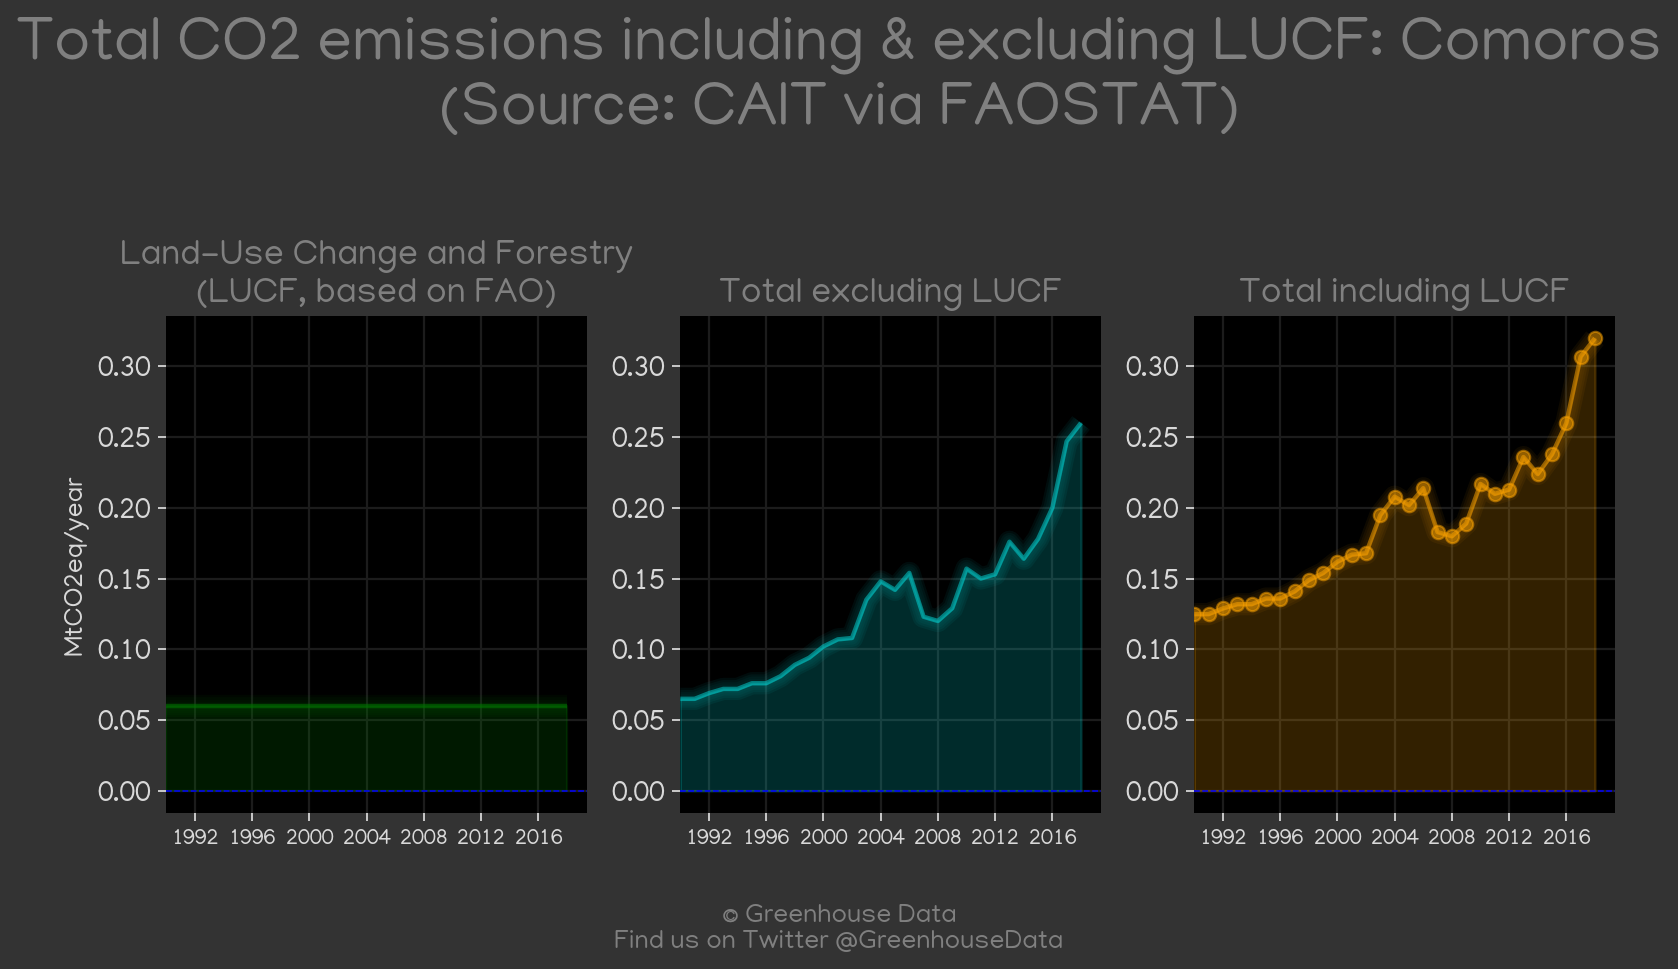 Total CO2 emissions including & excluding LUCF: Comoros
(Source: CAIT via FAOSTAT)
Land-Use Change and Forestry
(LUCF, based on FAO)
Total excluding LUCF
Total including LUCF
MtCO2eq/year
0.30
0.25
0.20
0.15
0.10
0.05
0.00
1992 1996 2000 2004 2008 2012 2016
0.30
0.25
0.20
0.15
0.10
0.05
0.00
1992 1996 2000 2004 2008 2012 2016
0.30
0.25
0.20
0.15
0.10
0.05
0.00
1992 1996 2000 2004 2008 2012 2016
© Greenhouse Data
Find us on Twitter @GreenhouseData